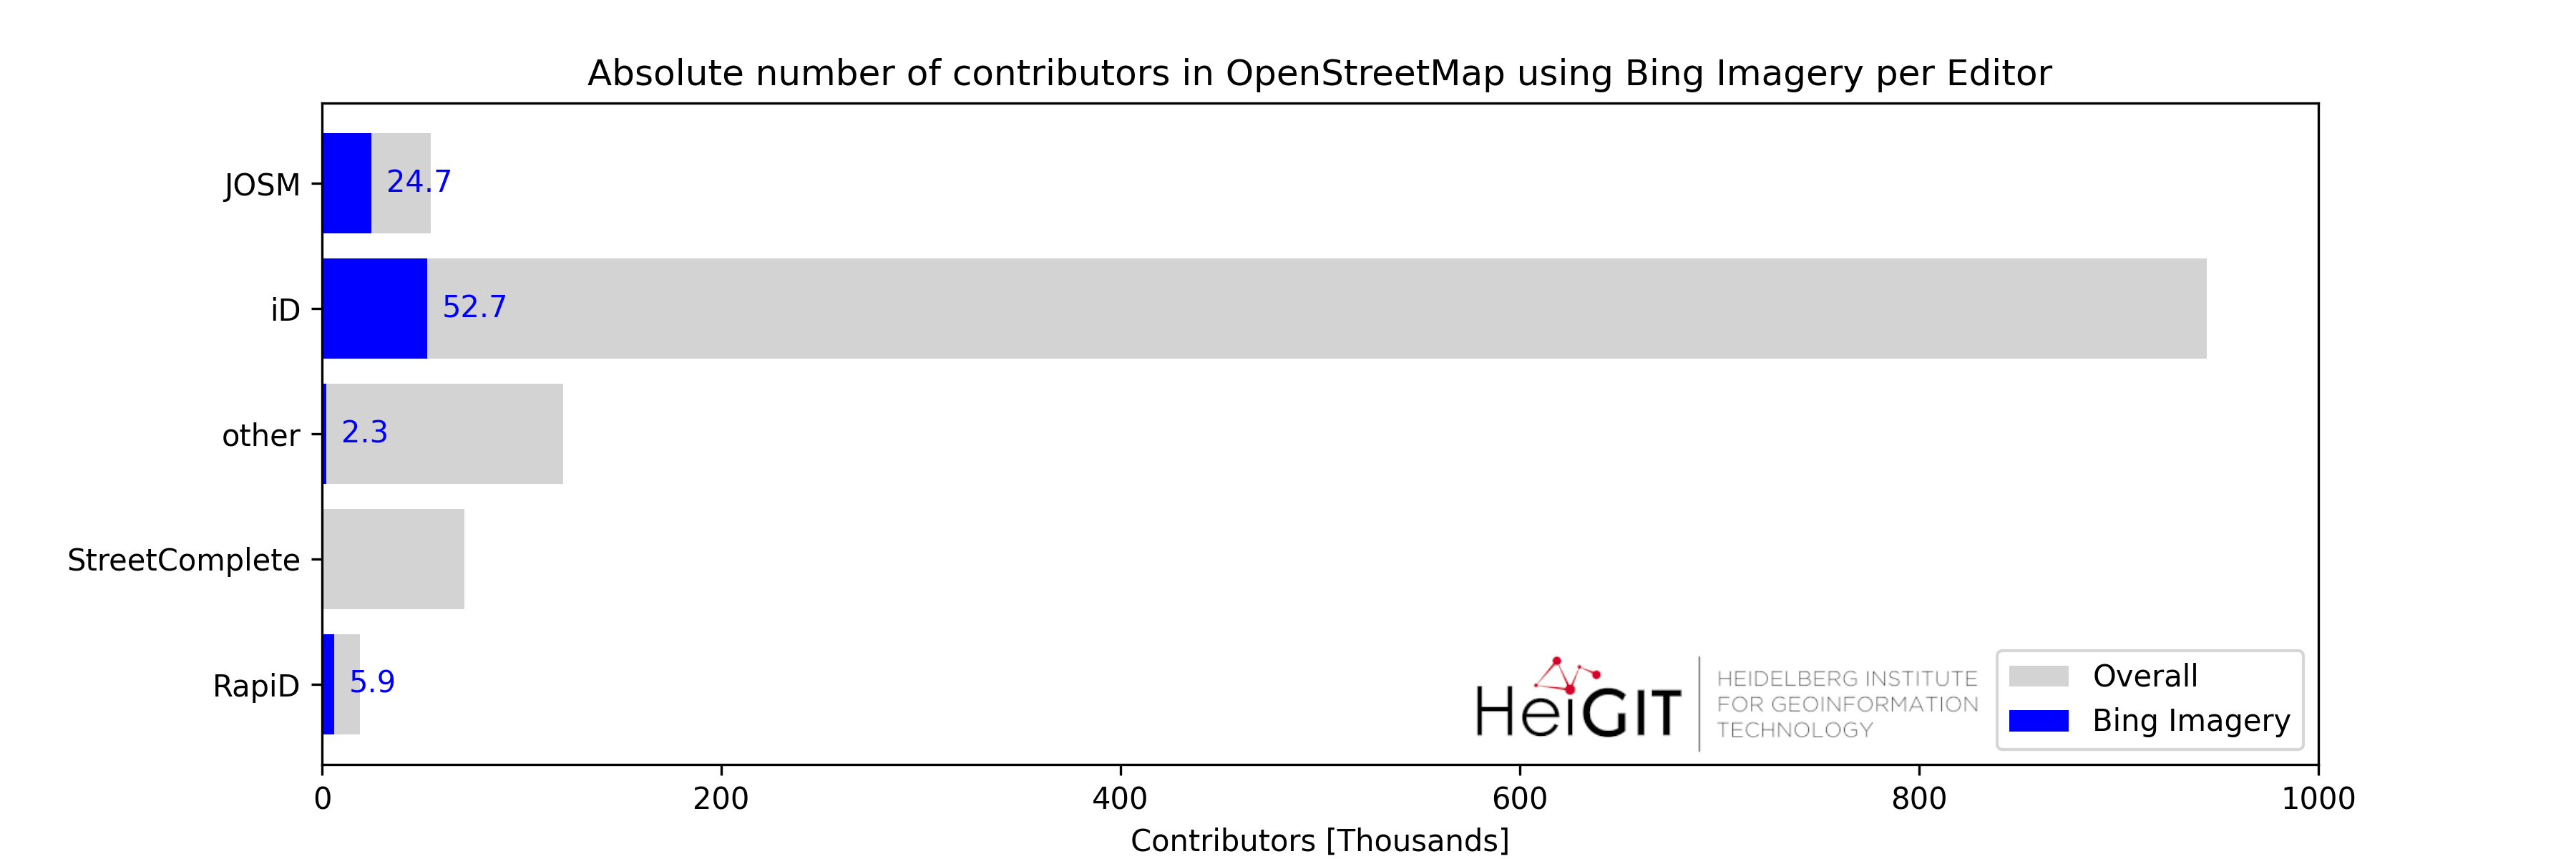 Absolute number of contributors in OpenStreetMap using Bing Imagery per Editor
JOSM
24.7
iD
52.7
other
2.3
StreetComplete
RapiD
5.9
HeiGIT
HEIDELBERG INSTITUTE
FOR GEOINFORMATION
TECHNOLOGY
Overall
Bing Imagery
0 200 400 600 800 1000
Contributors [Thousands]